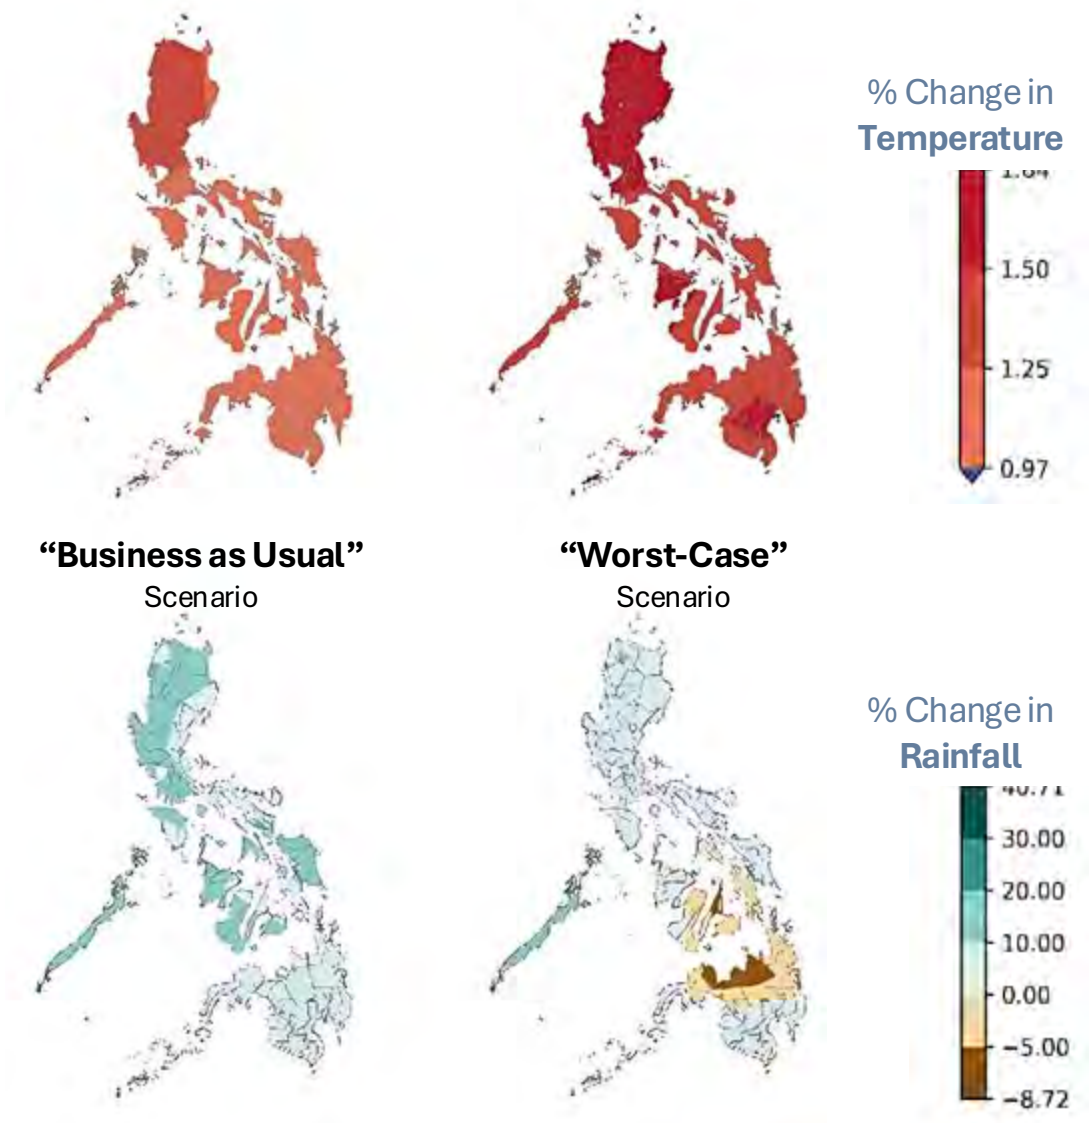 % Change in
Temperature
1.50
1.25
0.97
“Business as Usual”
Scenario
“Worst-Case”
Scenario
% Change in
Rainfall
30.00
20.00
10.00
0.00
−5.00
−8.72